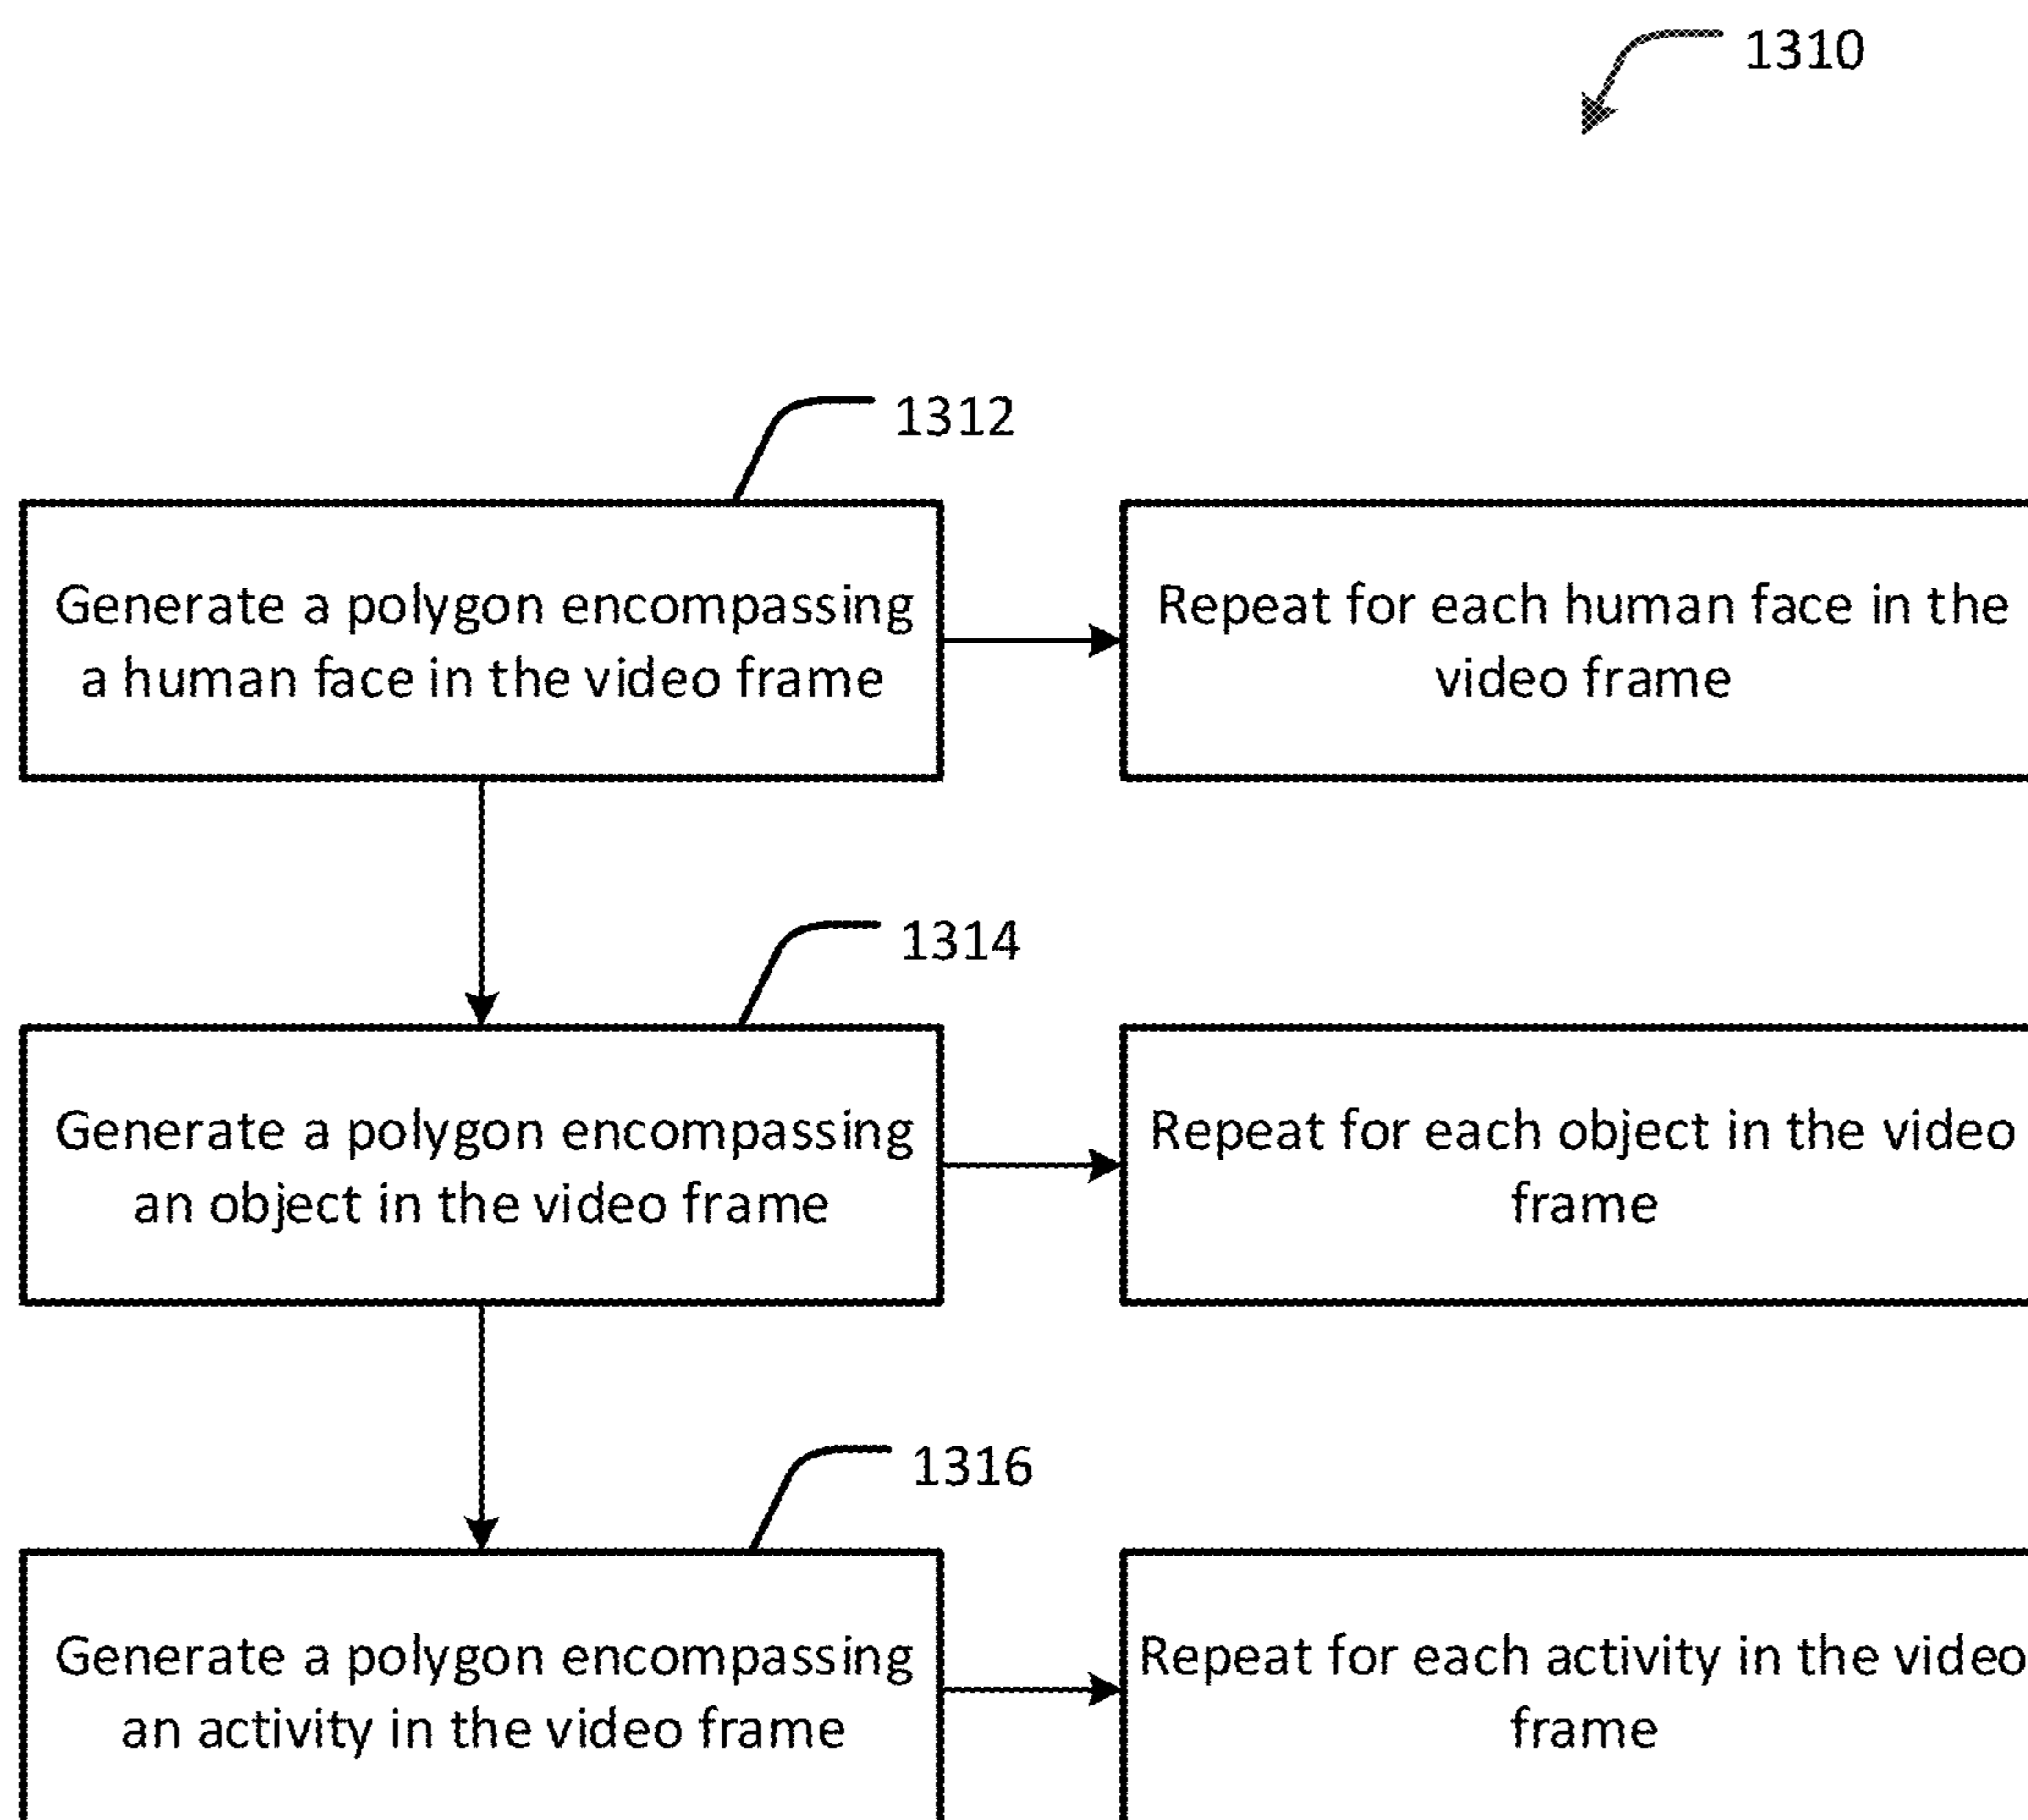 1310
1312
Generate a polygon encompassing
a human face in the video frame
Repeat for each human face in the
video frame
1314
Generate a polygon encompassing
an object in the video frame
Repeat for each object in the video
frame
1316
Generate a polygon encompassing
an activity in the video frame
Repeat for each activity in the video
frame